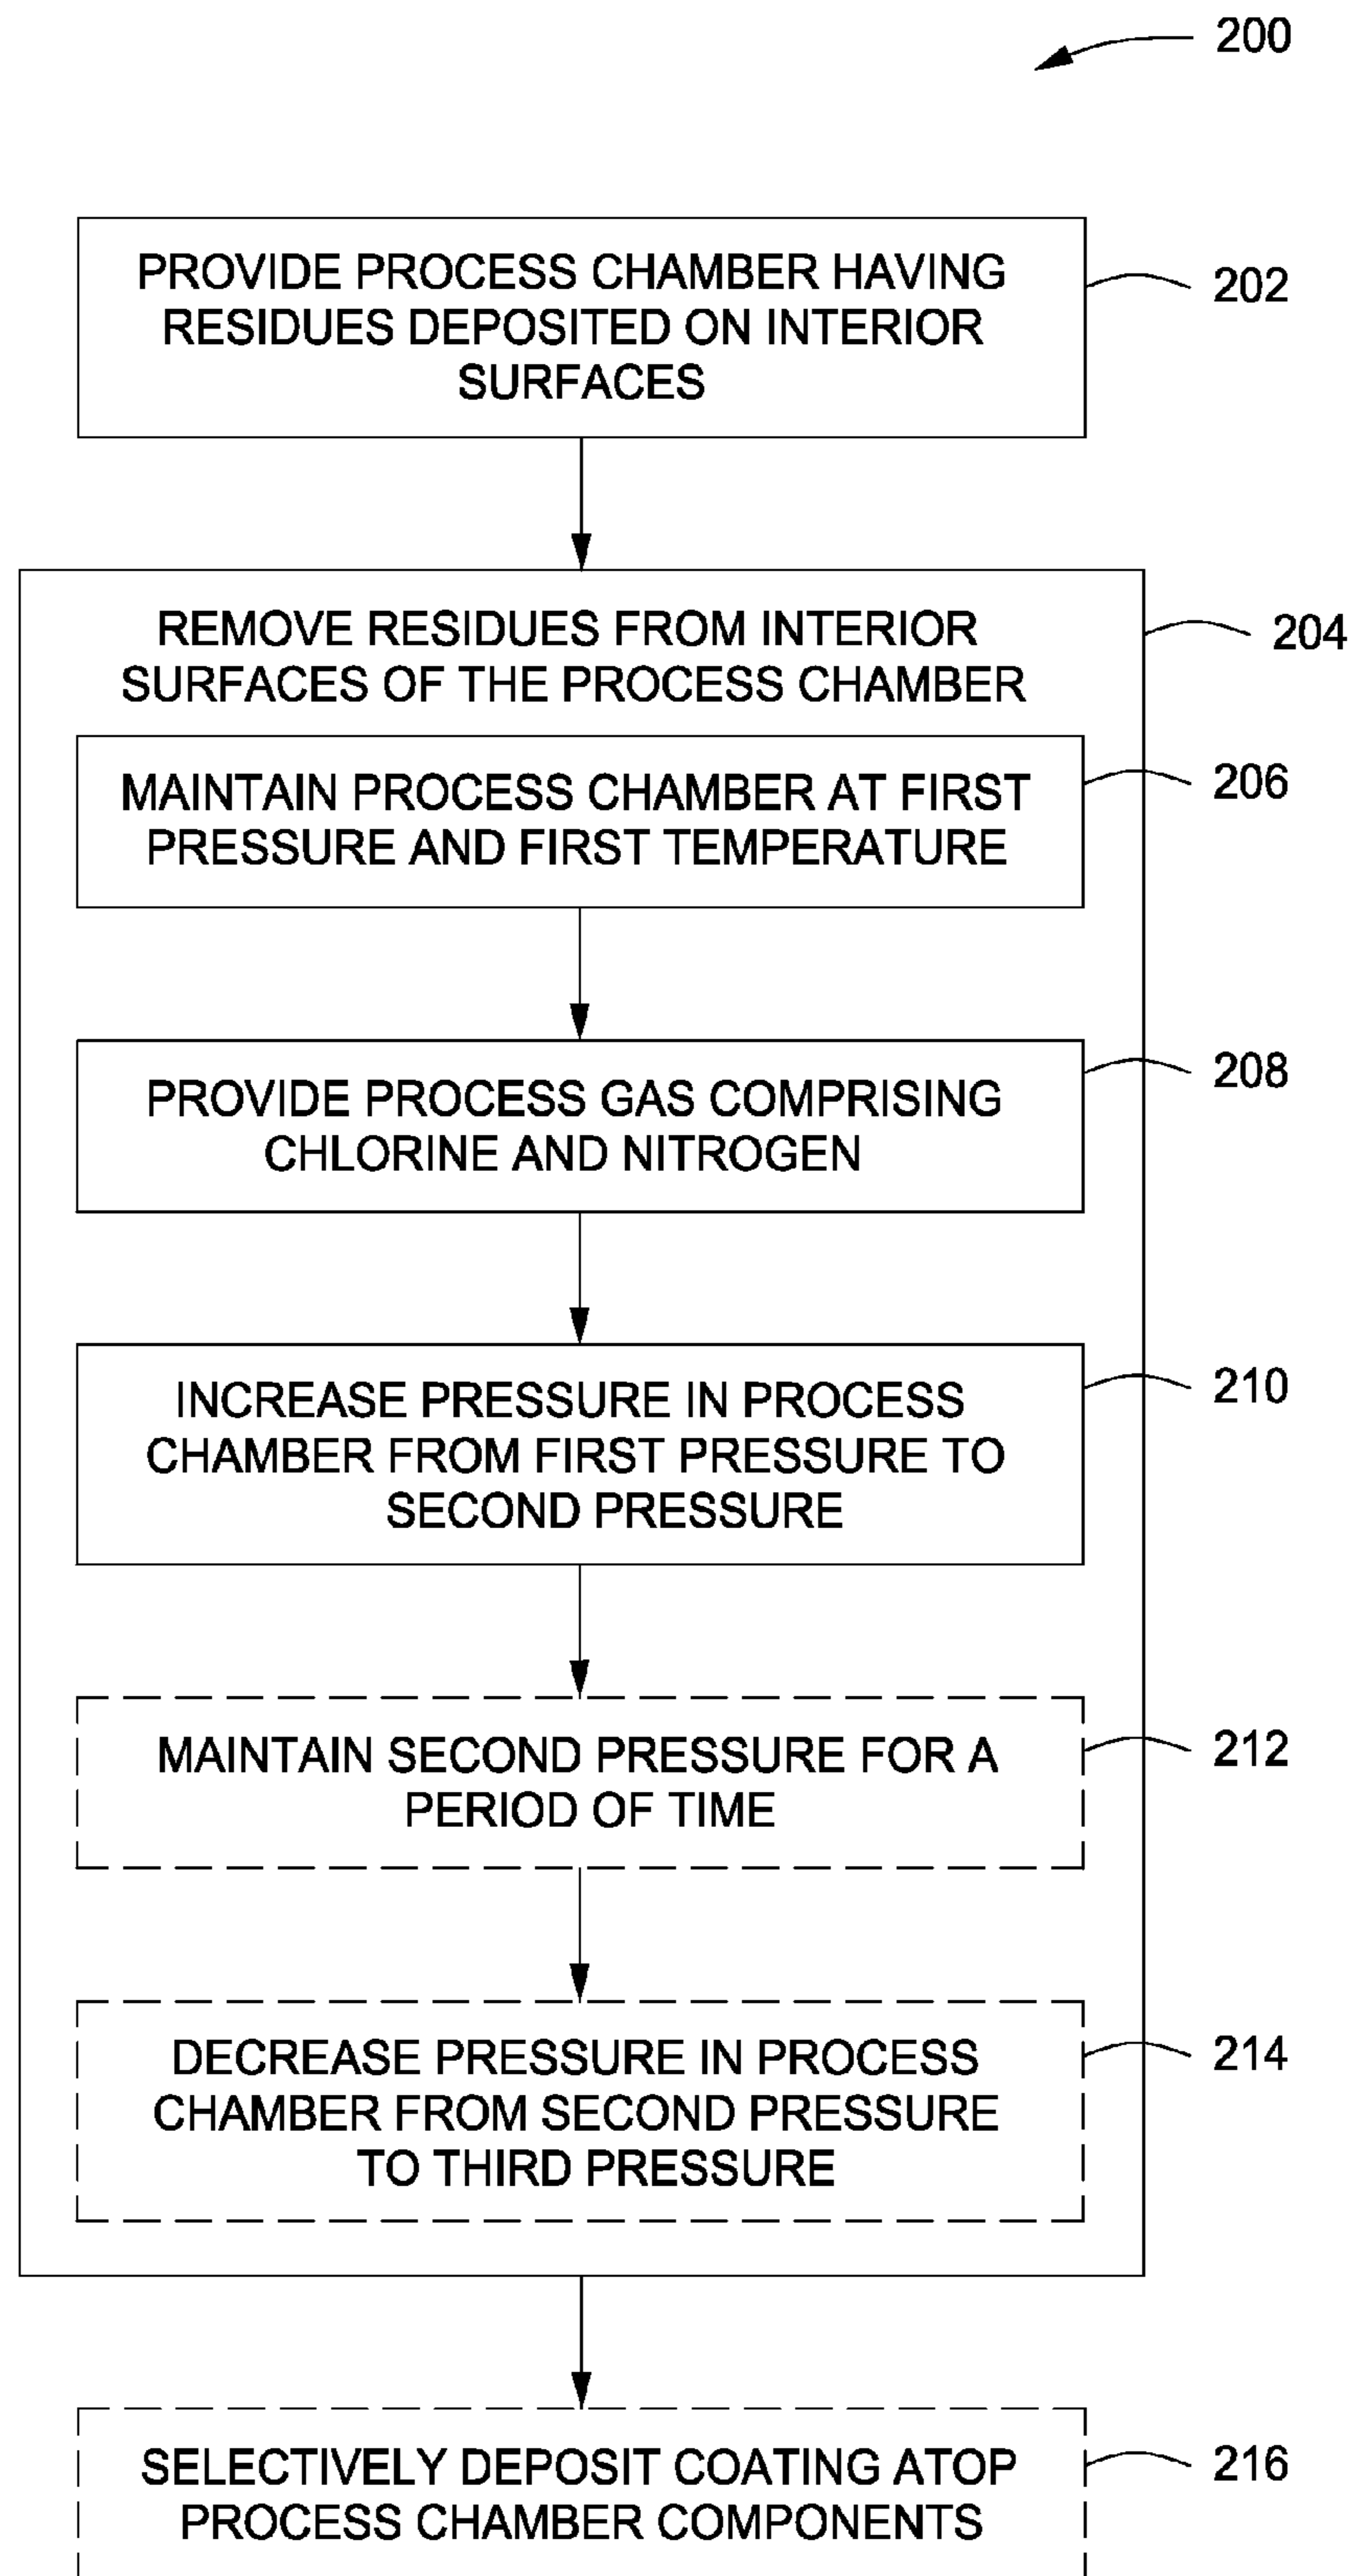 200
PROVIDE PROCESS CHAMBER HAVING
RESIDUES DEPOSITED ON INTERIOR
SURFACES
202
REMOVE RESIDUES FROM INTERIOR
SURFACES OF THE PROCESS CHAMBER
204
MAINTAIN PROCESS CHAMBER AT FIRST
PRESSURE AND FIRST TEMPERATURE
206
PROVIDE PROCESS GAS COMPRISING
CHLORINE AND NITROGEN
208
INCREASE PRESSURE IN PROCESS
CHAMBER FROM FIRST PRESSURE TO
SECOND PRESSURE
210
MAINTAIN SECOND PRESSURE FOR A
PERIOD OF TIME
212
DECREASE PRESSURE IN PROCESS
CHAMBER FROM SECOND PRESSURE
TO THIRD PRESSURE
214
SELECTIVELY DEPOSIT COATING ATOP
PROCESS CHAMBER COMPONENTS
216